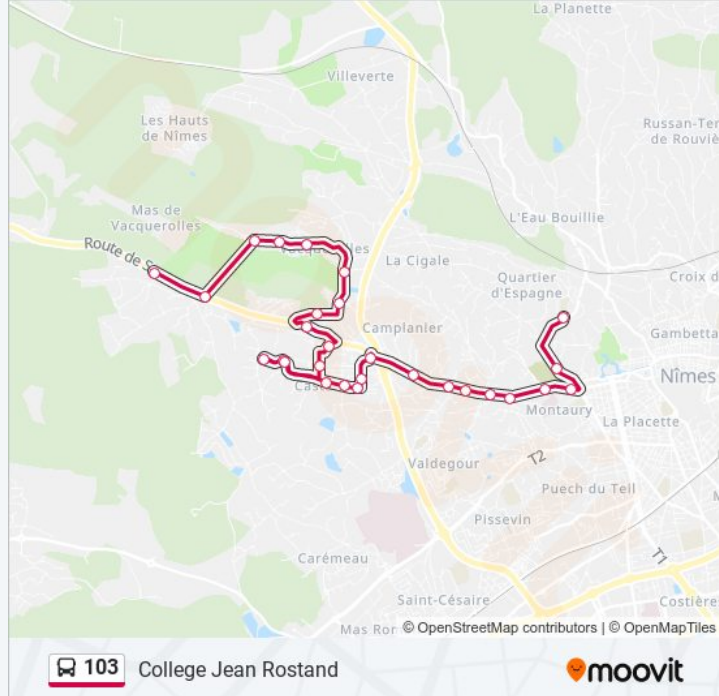 La Planette
Villeverte
Les Hauts
de Nîmes
Russan-Ter
de Rouviè
Mas de
Vacquerolles
L'Eau Bouillie
Route de S
La Cigale
Quartier
d'Espagne
Croix d
Camplanier
Gambetta
Nîmes
Cas
Montaury
La Placette
Valdegour
T2
Puech du Teil
Pissevin
Carémeau
T1
Saint-Césaire
Costière
Mas Ror
© OpenStreetMap contributors | © OpenMapTiles
103 College Jean Rostand
moovit